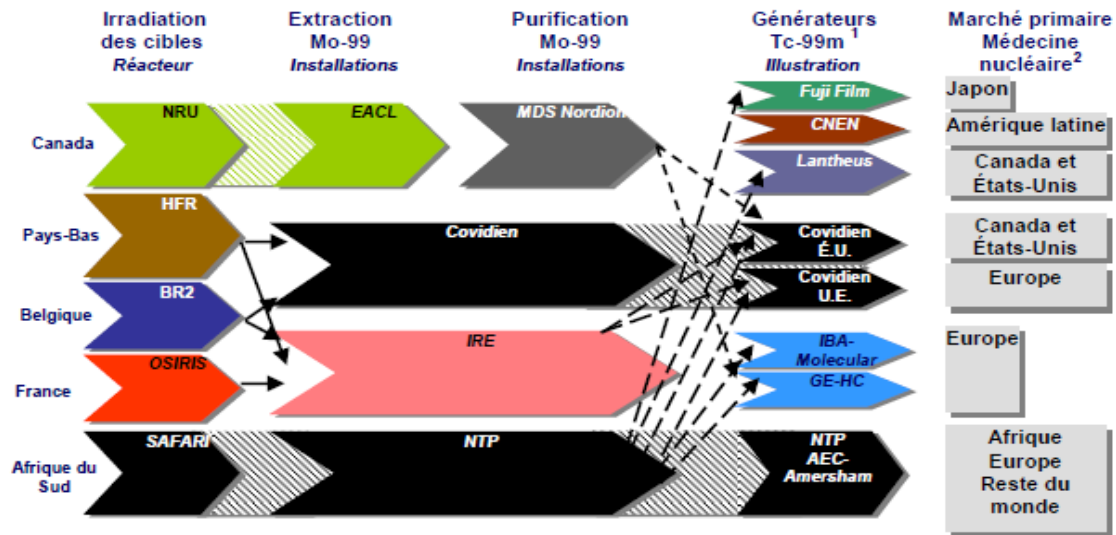 Irradiation
des cibles
Réacteur
Extraction
Mo-99
Installations
Purification
Mo-99
Installations
Générateurs
Tc-99m 1
Illustration
Marché primaire
Médecine
nucléaire2
Canada
NRU
EACL
MDS Nordion
Fuji Film
Japon
CNEN
Amérique latine
Lantheus
Canada et
États-Unis
Pays-Bas
HFR
Covidien
Covidien
É.U.
Canada et
États-Unis
Belgique
BR2
Covidien
U.E.
Europe
France
OSIRIS
IRE
IBA-
Molecular
GE-HC
Europe
Afrique du
Sud
SAFARI
NTP
NTP
AEC-
Amersham
Afrique
Europe
Reste du
monde